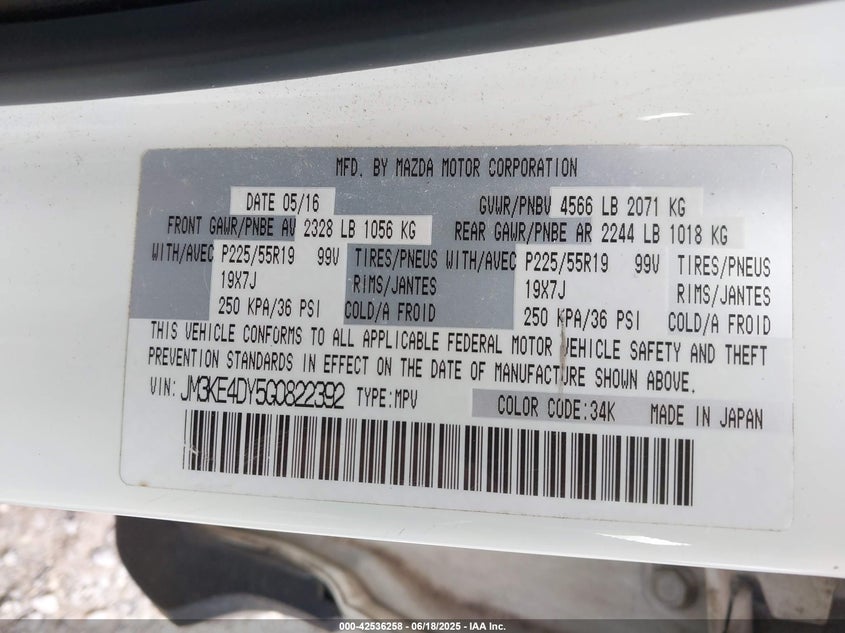 MFD. BY MAZDA MOTOR CORPORATION
DATE 05/16 GVWR/PNBV 4566 LB 2071 KG
FRONT GAWR/PNBE AV 2328 LB 1056 KG REAR GAWR/PNBE AR 2244 LB 1018 KG
WITH/AVEC P225/55R19 99V TIRES/PNEUS WITH/AVEC P225/55R19 99V TIRES/PNEUS
19X7J RIMS/JANTES 19X7J RIMS/JANTES
250 KPA/36 PSI COLD/A FROID 250 KPA/36 PSI COLD/A FROID
THIS VEHICLE CONFORMS TO ALL APPLICABLE FEDERAL MOTOR VEHICLE SAFETY AND THEFT
PREVENTION STANDARDS IN EFFECT ON THE DATE OF MANUFACTURE SHOWN ABOVE.
VIN: JM3KE4DY5G0822392 TYPE:MPV COLOR CODE:34K MADE IN JAPAN
000-42536258 - 06/18/2025 - IAA Inc.